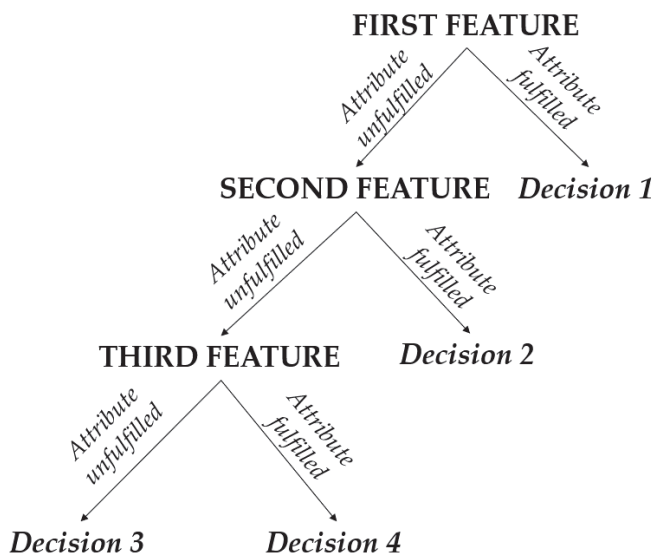 FIRST FEATURE
Attribute
unfulfilled
Attribute
fulfilled
SECOND FEATURE
Decision 1
Attribute
unfulfilled
Attribute
fulfilled
THIRD FEATURE
Decision 2
Attribute
unfulfilled
Attribute
fulfilled
Decision 3
Decision 4